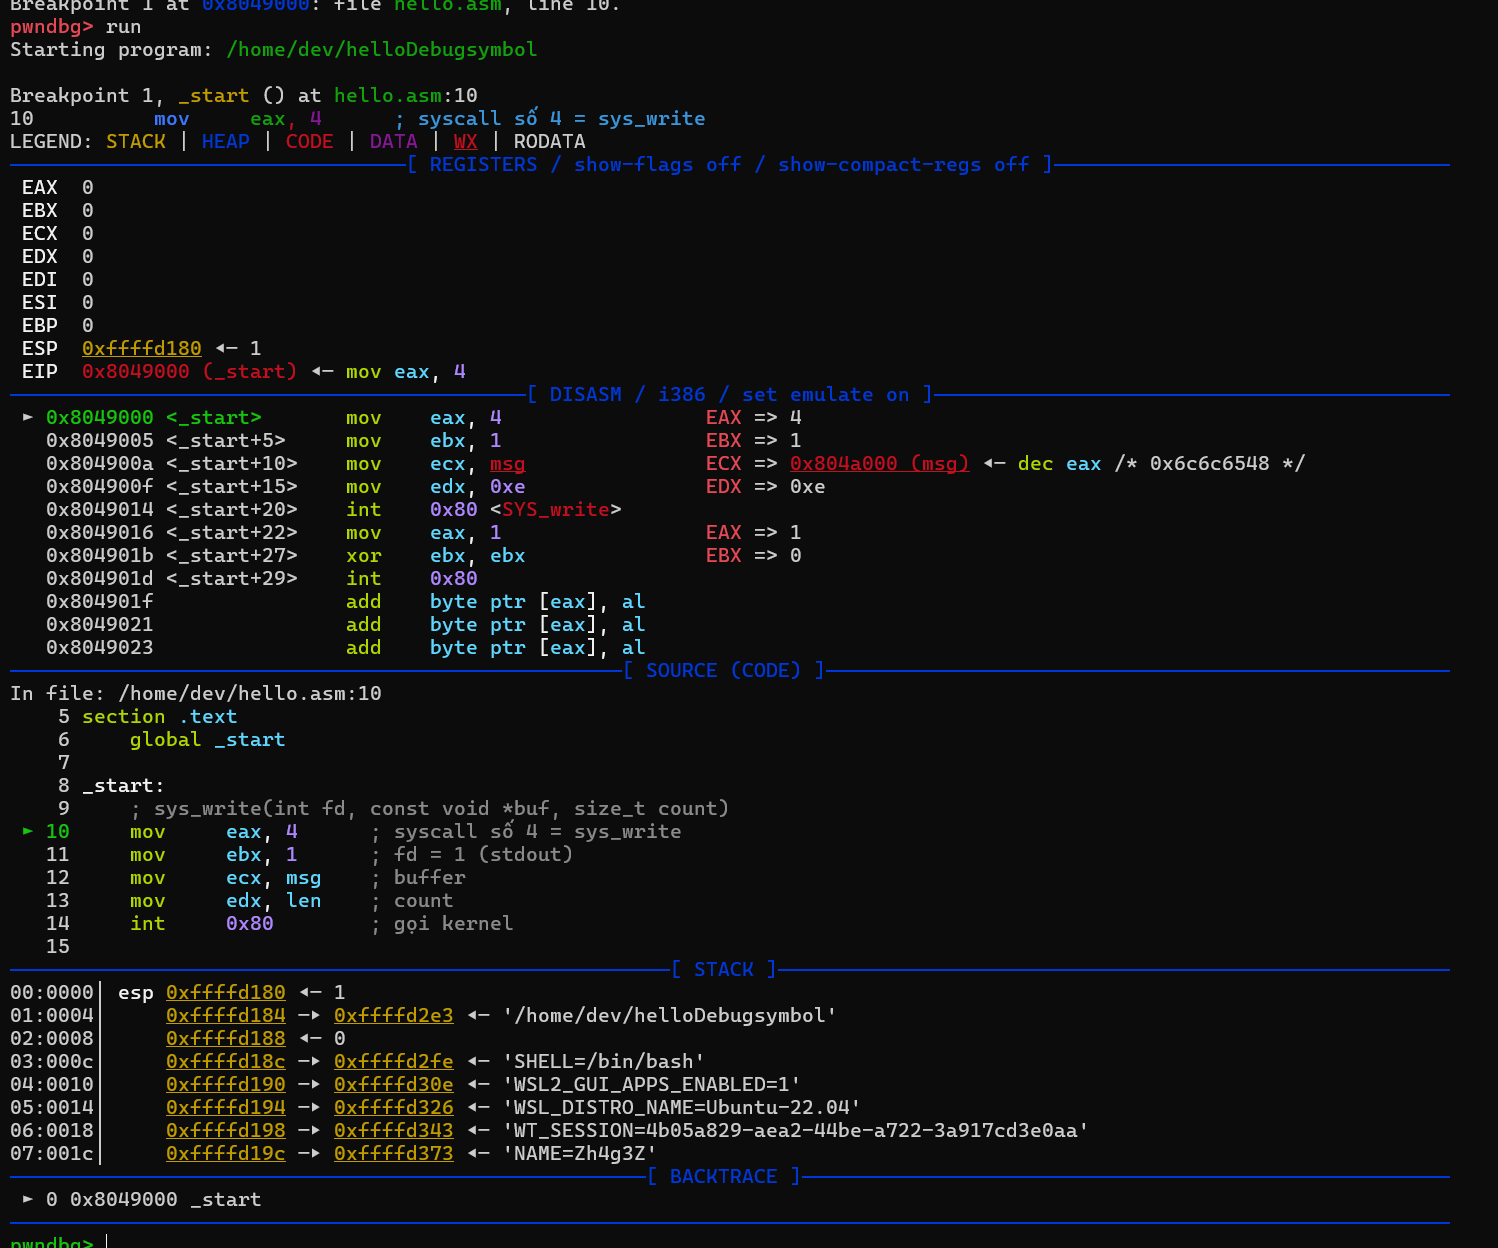 Breakpoint 1 at 0x8049000: file hello.asm, line 10.
pwndbg> run
Starting program: /home/dev/helloDebugsymbol

Breakpoint 1, _start () at hello.asm:10
10          mov     eax, 4      ; syscall số 4 = sys_write
LEGEND: STACK | HEAP | CODE | DATA | WX | RODATA
[ REGISTERS / show-flags off / show-compact-regs off ]
 EAX  0
 EBX  0
 ECX  0
 EDX  0
 EDI  0
 ESI  0
 EBP  0
 ESP  0xffffd180 ◂— 1
 EIP  0x8049000 (_start) ◂— mov eax, 4
[ DISASM / i386 / set emulate on ]
 ► 0x8049000 <_start>       mov    eax, 4                 EAX => 4
   0x8049005 <_start+5>     mov    ebx, 1                 EBX => 1
   0x804900a <_start+10>    mov    ecx, msg               ECX => 0x804a000 (msg) ◂— dec eax /* 0x6c6c6548 */
   0x804900f <_start+15>    mov    edx, 0xe               EDX => 0xe
   0x8049014 <_start+20>    int    0x80 <SYS_write>
   0x8049016 <_start+22>    mov    eax, 1                 EAX => 1
   0x804901b <_start+27>    xor    ebx, ebx               EBX => 0
   0x804901d <_start+29>    int    0x80
   0x804901f                add    byte ptr [eax], al
   0x8049021                add    byte ptr [eax], al
   0x8049023                add    byte ptr [eax], al
[ SOURCE (CODE) ]
In file: /home/dev/hello.asm:10
    5 section .text
    6     global _start
    7
    8 _start:
    9     ; sys_write(int fd, const void *buf, size_t count)
 ► 10     mov     eax, 4      ; syscall số 4 = sys_write
   11     mov     ebx, 1      ; fd = 1 (stdout)
   12     mov     ecx, msg    ; buffer
   13     mov     edx, len    ; count
   14     int     0x80        ; gọi kernel
   15
[ STACK ]
00:0000│ esp 0xffffd180 ◂— 1
01:0004│     0xffffd184 —▸ 0xffffd2e3 ◂— '/home/dev/helloDebugsymbol'
02:0008│     0xffffd188 ◂— 0
03:000c│     0xffffd18c —▸ 0xffffd2fe ◂— 'SHELL=/bin/bash'
04:0010│     0xffffd190 —▸ 0xffffd30e ◂— 'WSL2_GUI_APPS_ENABLED=1'
05:0014│     0xffffd194 —▸ 0xffffd326 ◂— 'WSL_DISTRO_NAME=Ubuntu-22.04'
06:0018│     0xffffd198 —▸ 0xffffd343 ◂— 'WT_SESSION=4b05a829-aea2-44be-a722-3a917cd3e0aa'
07:001c│     0xffffd19c —▸ 0xffffd373 ◂— 'NAME=Zh4g3Z'
[ BACKTRACE ]
 ► 0 0x8049000 _start
pwndbg>